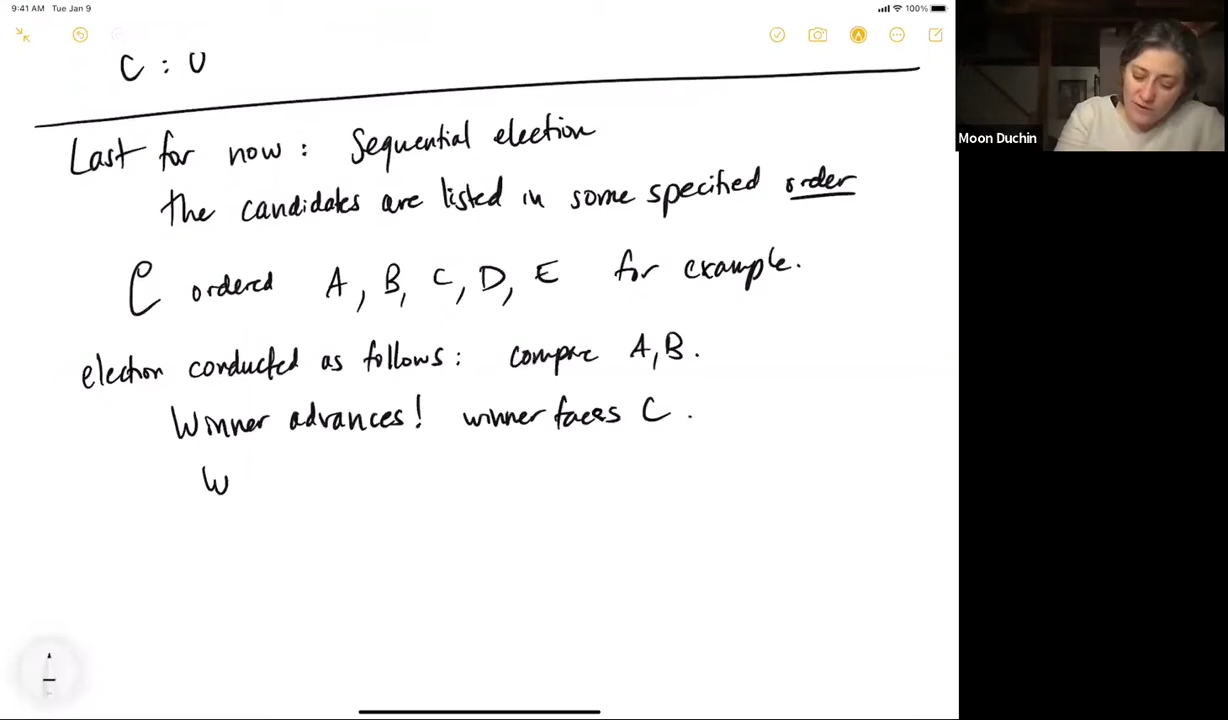 9:41 AM Tue Jan 9
100%
C : 0
Last for now : Sequential election
the candidates are listed in some specified order
C ordered A, B, C, D, E for example.
election conducted as follows : compare A, B.
Winner advances! winner faces C.
W
Moon Duchin